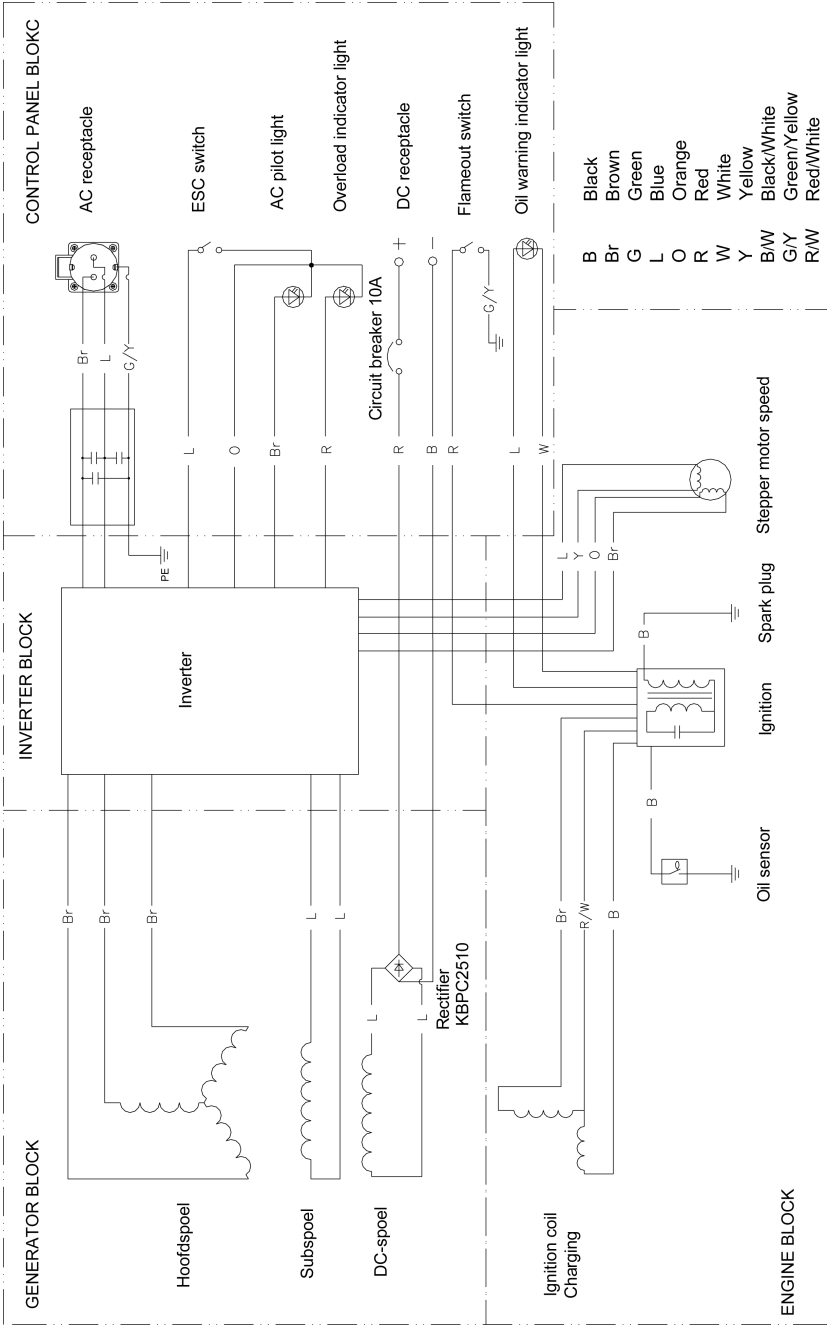 GENERATOR BLOCK
INVERTER BLOCK
CONTROL PANEL BLOKC
Hoofdspoel
Subspoel
DC-spoel
Br
Br
Br
L
L
L
L
Rectifier
KBPC2510
Inverter
PE
Br
L
G/Y
L
O
Br
R
R
B
R
L
W
Circuit breaker 10A
+
−
G/Y
AC receptacle
ESC switch
AC pilot light
Overload indicator light
DC receptacle
Flameout switch
Oil warning indicator light
Ignition coil
Charging
Br
R/W
B
B
B
L
Y
O
Br
Oil sensor
Ignition
Spark plug
Stepper motor speed
ENGINE BLOCK
B Black
Br Brown
G Green
L Blue
O Orange
R Red
W White
Y Yellow
B/W Black/White
G/Y Green/Yellow
R/W Red/White